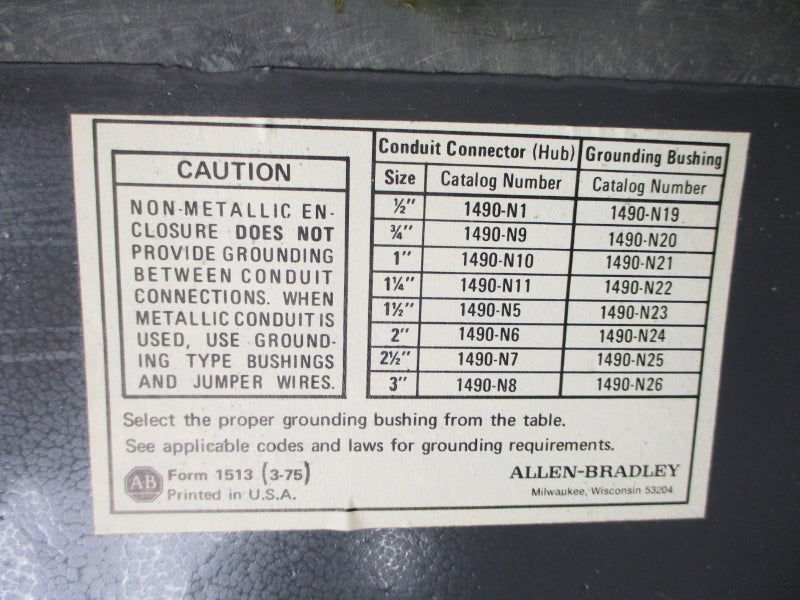 CAUTION
NON-METALLIC EN-
CLOSURE DOES NOT
PROVIDE GROUNDING
BETWEEN CONDUIT
CONNECTIONS. WHEN
METALLIC CONDUIT IS
USED, USE GROUND-
ING TYPE BUSHINGS
AND JUMPER WIRES.
Conduit Connector (Hub) Grounding Bushing
Size Catalog Number Catalog Number
½" 1490-N1 1490-N19
¾" 1490-N9 1490-N20
1" 1490-N10 1490-N21
1¼" 1490-N11 1490-N22
1½" 1490-N5 1490-N23
2" 1490-N6 1490-N24
2½" 1490-N7 1490-N25
3" 1490-N8 1490-N26
Select the proper grounding bushing from the table.
See applicable codes and laws for grounding requirements.
AB Form 1513 (3-75)
Printed in U.S.A.
ALLEN-BRADLEY
Milwaukee, Wisconsin 53204